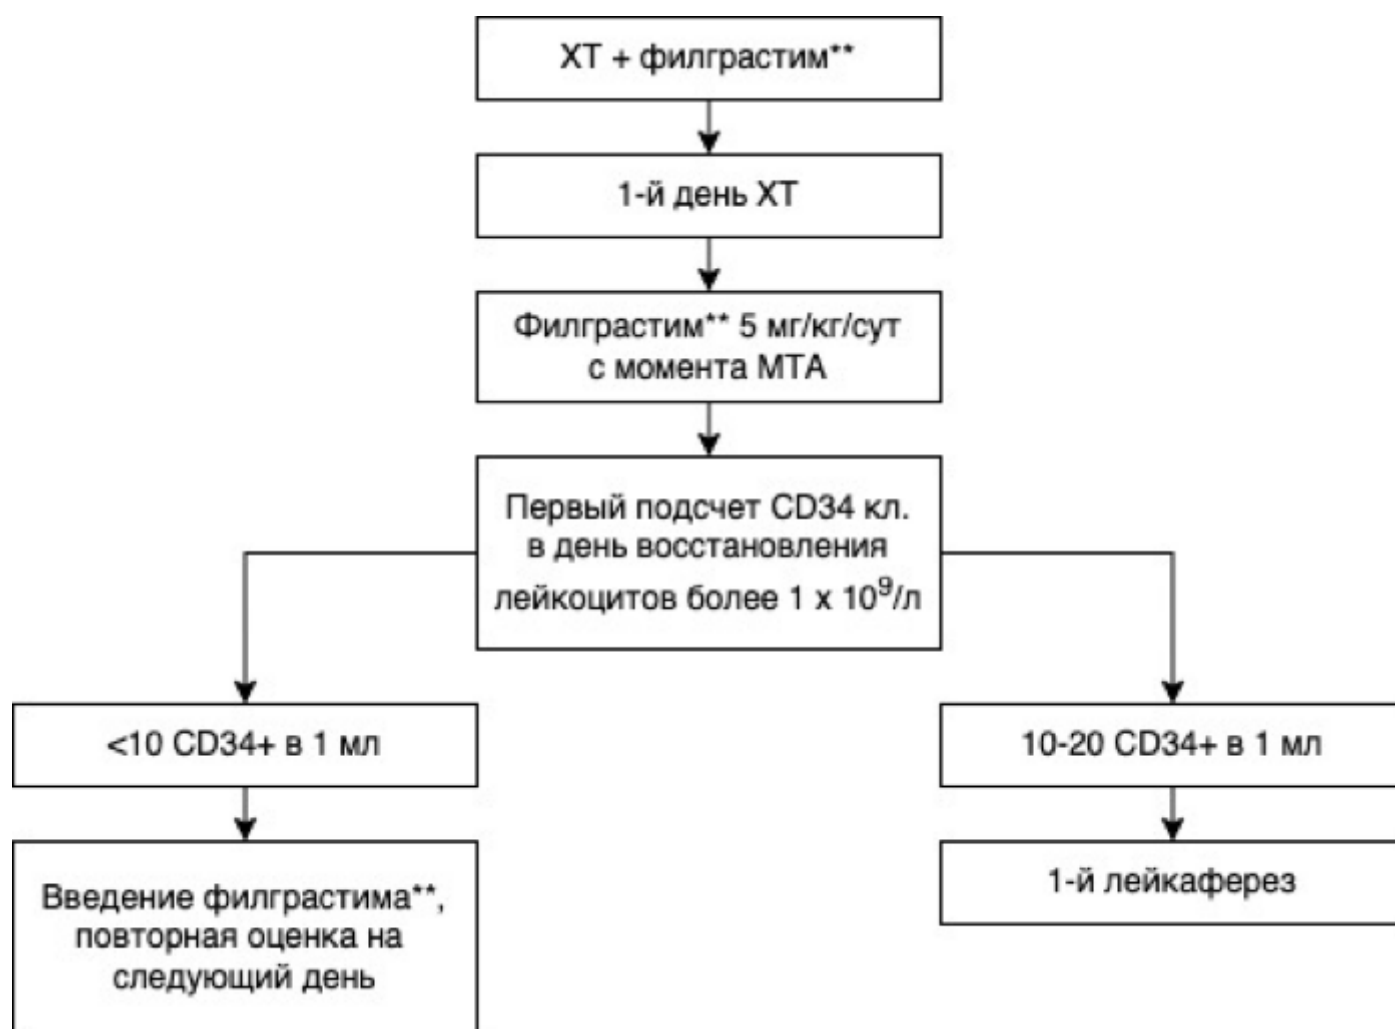 ХТ + филграстим**
1-й день ХТ
Филграстим** 5 мг/кг/сут
с момента МТА
Первый подсчет CD34 кл.
в день восстановления
лейкоцитов более 1 x 10⁹/л
<10 CD34+ в 1 мл
10-20 CD34+ в 1 мл
Введение филграстима**,
повторная оценка на
следующий день
1-й лейкаферез